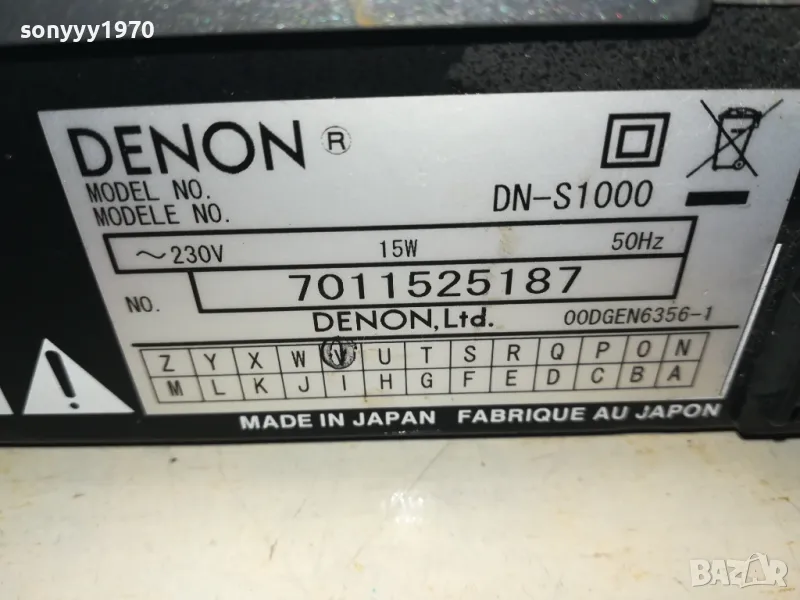 sonyyy1970
DENON ®
MODEL NO. DN-S1000
MODELE NO.
~230V 15W 50Hz
NO. 7011525187
DENON, Ltd. 00DGEN6356-1
Z Y X W V U T S R Q P O N
M L K J I H G F E D C B A
MADE IN JAPAN FABRIQUE AU JAPON
BAZAR